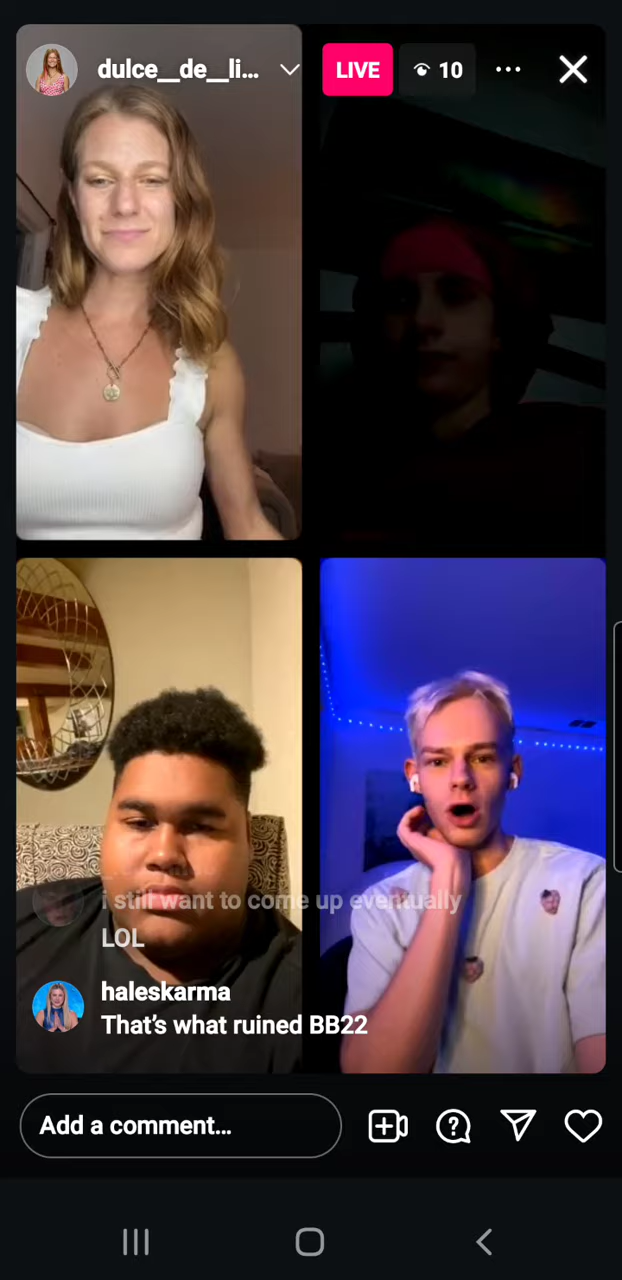 dulce__de__li...
LIVE
10
i still want to come up eventually
LOL
haleskarma
That's what ruined BB22
Add a comment...